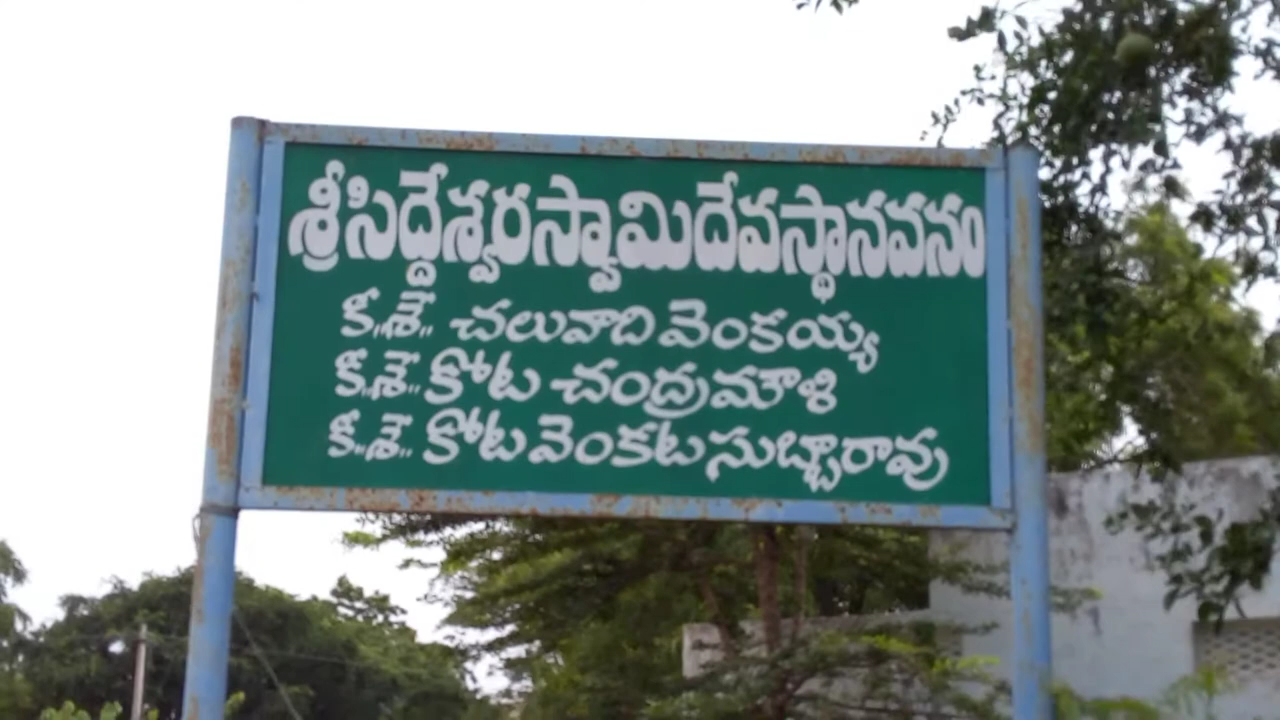 శ్రీసిద్దేశ్వరస్వామిదేవస్థానవనం
కీ.,శే.. చలువాది వెంకయ్య
కీ.,శే.. కోట చంద్రమౌళి
కీ..శే.. కోట వెంకట సుబ్బారావు